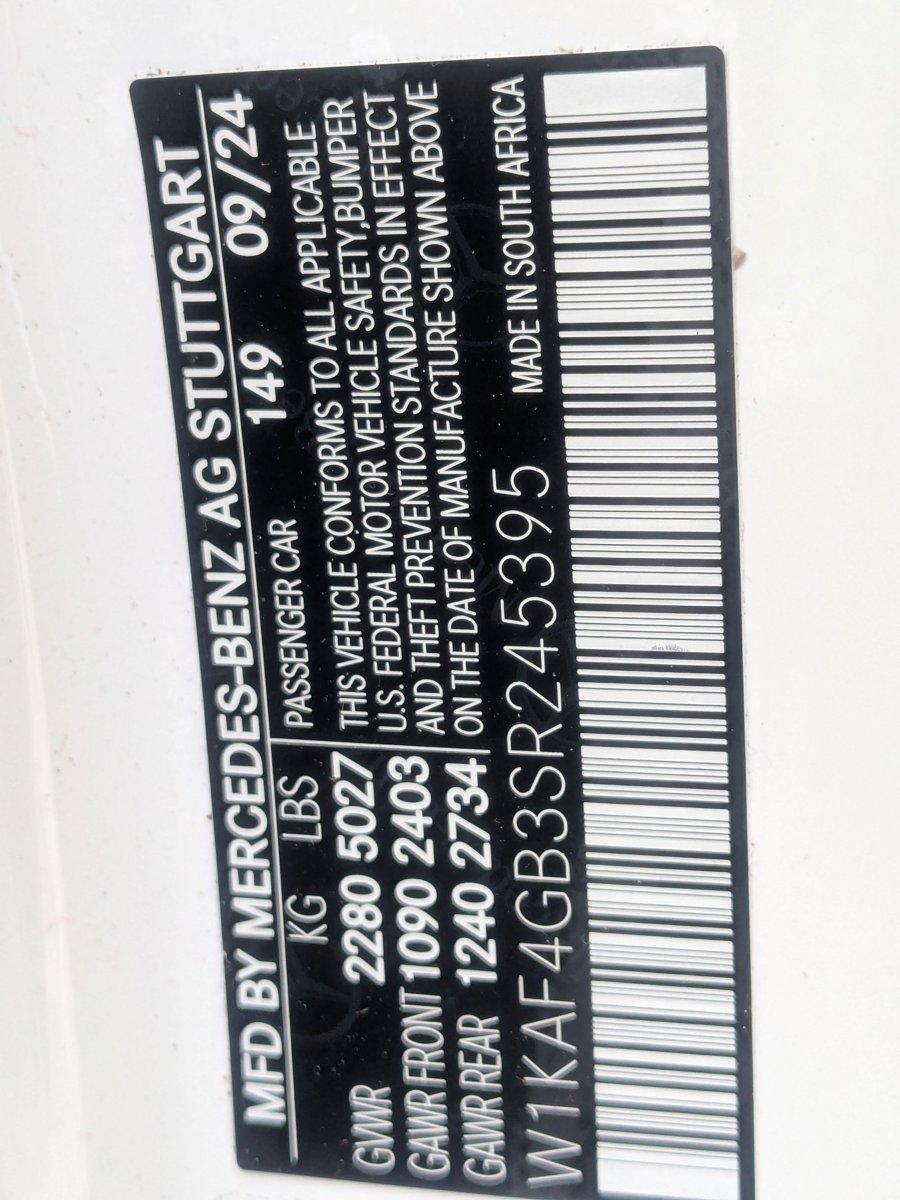 MFD BY MERCEDES-BENZ AG STUTTGART
KG LBS PASSENGER CAR 149 09/24
GVWR 2280 5027
GAWR FRONT 1090 2403
GAWR REAR 1240 2734
THIS VEHICLE CONFORMS TO ALL APPLICABLE
U.S. FEDERAL MOTOR VEHICLE SAFETY,BUMPER
AND THEFT PREVENTION STANDARDS IN EFFECT
ON THE DATE OF MANUFACTURE SHOWN ABOVE
W1KAF4GB3SR245395 MADE IN SOUTH AFRICA